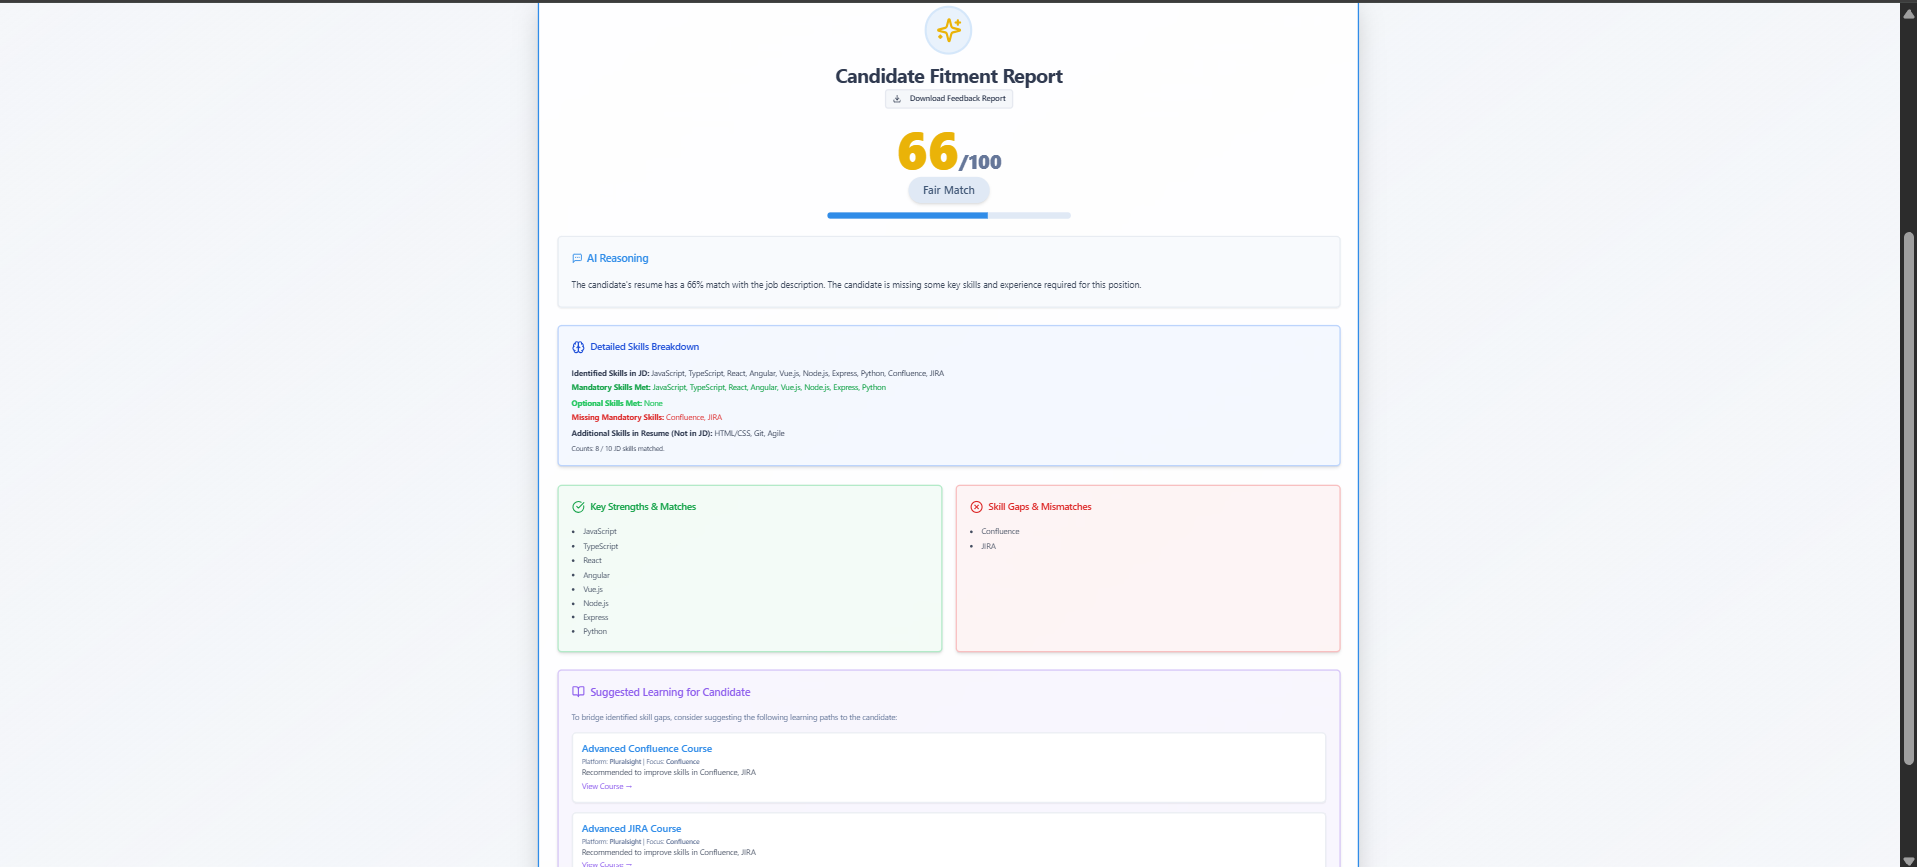 Candidate Fitment Report
Download Feedback Report
66/100
Fair Match
AI Reasoning
The candidate's resume has a 66% match with the job description. The candidate is missing some key skills and experience required for this position.
Detailed Skills Breakdown
Identified Skills in JD: JavaScript, TypeScript, React, Angular, Vue.js, Node.js, Express, Python, Confluence, JIRA
Mandatory Skills Met: JavaScript, TypeScript, React, Angular, Vue.js, Node.js, Express, Python
Optional Skills Met: None
Missing Mandatory Skills: Confluence, JIRA
Additional Skills in Resume (Not in JD): HTML/CSS, Git, Agile
Counts: 8 / 10 JD skills matched.
Key Strengths & Matches
• JavaScript
• TypeScript
• React
• Angular
• Vue.js
• Node.js
• Express
• Python
Skill Gaps & Mismatches
• Confluence
• JIRA
Suggested Learning for Candidate
To bridge identified skill gaps, consider suggesting the following learning paths to the candidate:
Advanced Confluence Course
Platform: Pluralsight | Focus: Confluence
Recommended to improve skills in Confluence, JIRA
View Course →
Advanced JIRA Course
Platform: Pluralsight | Focus: Confluence
Recommended to improve skills in Confluence, JIRA
View Course →